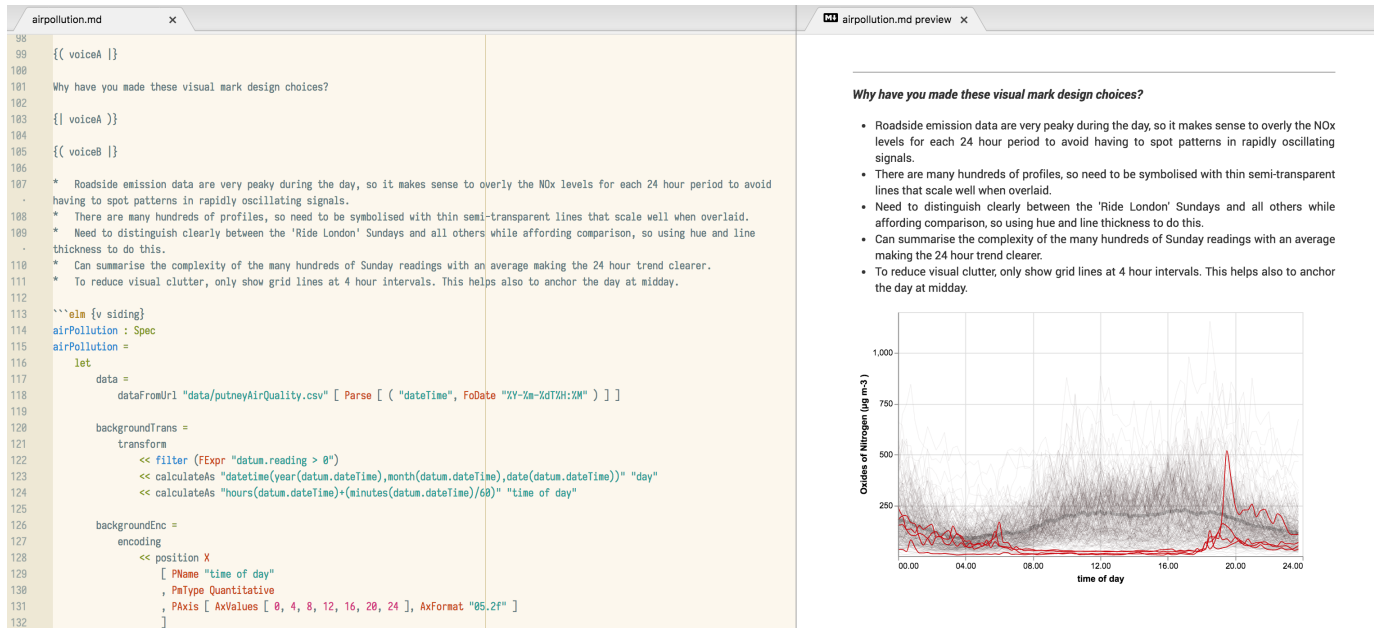 airpollution.md ×
98
99 {( voiceA |}
100
101 Why have you made these visual mark design choices?
102
103 {| voiceA )}
104
105 {( voiceB |}
106
107 * Roadside emission data are very peaky during the day, so it makes sense to overly the NOx levels for each 24 hour period to avoid
· having to spot patterns in rapidly oscillating signals.
108 * There are many hundreds of profiles, so need to be symbolised with thin semi-transparent lines that scale well when overlaid.
109 * Need to distinguish clearly between the 'Ride London' Sundays and all others while affording comparison, so using hue and line
· thickness to do this.
110 * Can summarise the complexity of the many hundreds of Sunday readings with an average making the 24 hour trend clearer.
111 * To reduce visual clutter, only show grid lines at 4 hour intervals. This helps also to anchor the day at midday.
112
113 ```elm {v siding}
114 airPollution : Spec
115 airPollution =
116 let
117 data =
118 dataFromUrl "data/putneyAirQuality.csv" [ Parse [ ( "dateTime", FoDate "%Y-%m-%dT%H:%M" ) ] ]
119
120 backgroundTrans =
121 transform
122 << filter (FExpr "datum.reading > 0")
123 << calculateAs "datetime(year(datum.dateTime),month(datum.dateTime),date(datum.dateTime))" "day"
124 << calculateAs "hours(datum.dateTime)+(minutes(datum.dateTime)/60)" "time of day"
125
126 backgroundEnc =
127 encoding
128 << position X
129 [ PName "time of day"
130 , PmType Quantitative
131 , PAxis [ AxValues [ 0, 4, 8, 12, 16, 20, 24 ], AxFormat "05.2f" ]
132 ]
M↓ airpollution.md preview ×
Why have you made these visual mark design choices?
• Roadside emission data are very peaky during the day, so it makes sense to overly the NOx
levels for each 24 hour period to avoid having to spot patterns in rapidly oscillating
signals.
• There are many hundreds of profiles, so need to be symbolised with thin semi-transparent
lines that scale well when overlaid.
• Need to distinguish clearly between the 'Ride London' Sundays and all others while
affording comparison, so using hue and line thickness to do this.
• Can summarise the complexity of the many hundreds of Sunday readings with an average
making the 24 hour trend clearer.
• To reduce visual clutter, only show grid lines at 4 hour intervals. This helps also to anchor
the day at midday.
Oxides of Nitrogen (µg m-3 )
1,000
750
500
250
00.00 04.00 08.00 12.00 16.00 20.00 24.00
time of day